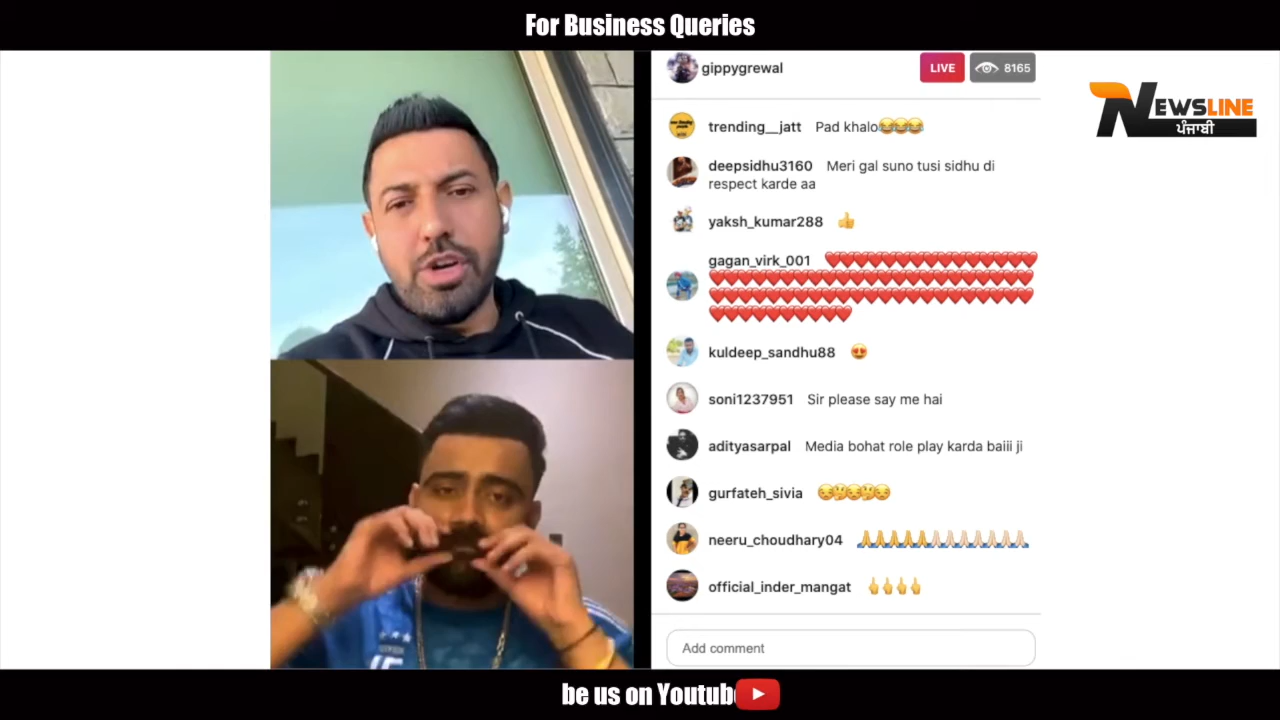 For Business Queries
gippygrewal
LIVE
8165
NEWSLINE
ਪੰਜਾਬੀ
trending__jatt Pad khalo😂😂😂
deepsidhu3160 Meri gal suno tusi sidhu di
respect karde aa
yaksh_kumar288 👍
gagan_virk_001
kuldeep_sandhu88 😍
soni1237951 Sir please say me hai
adityasarpal Media bohat role play karda baiii ji
gurfateh_sivia
neeru_choudhary04
official_inder_mangat
Add comment
be us on Youtube